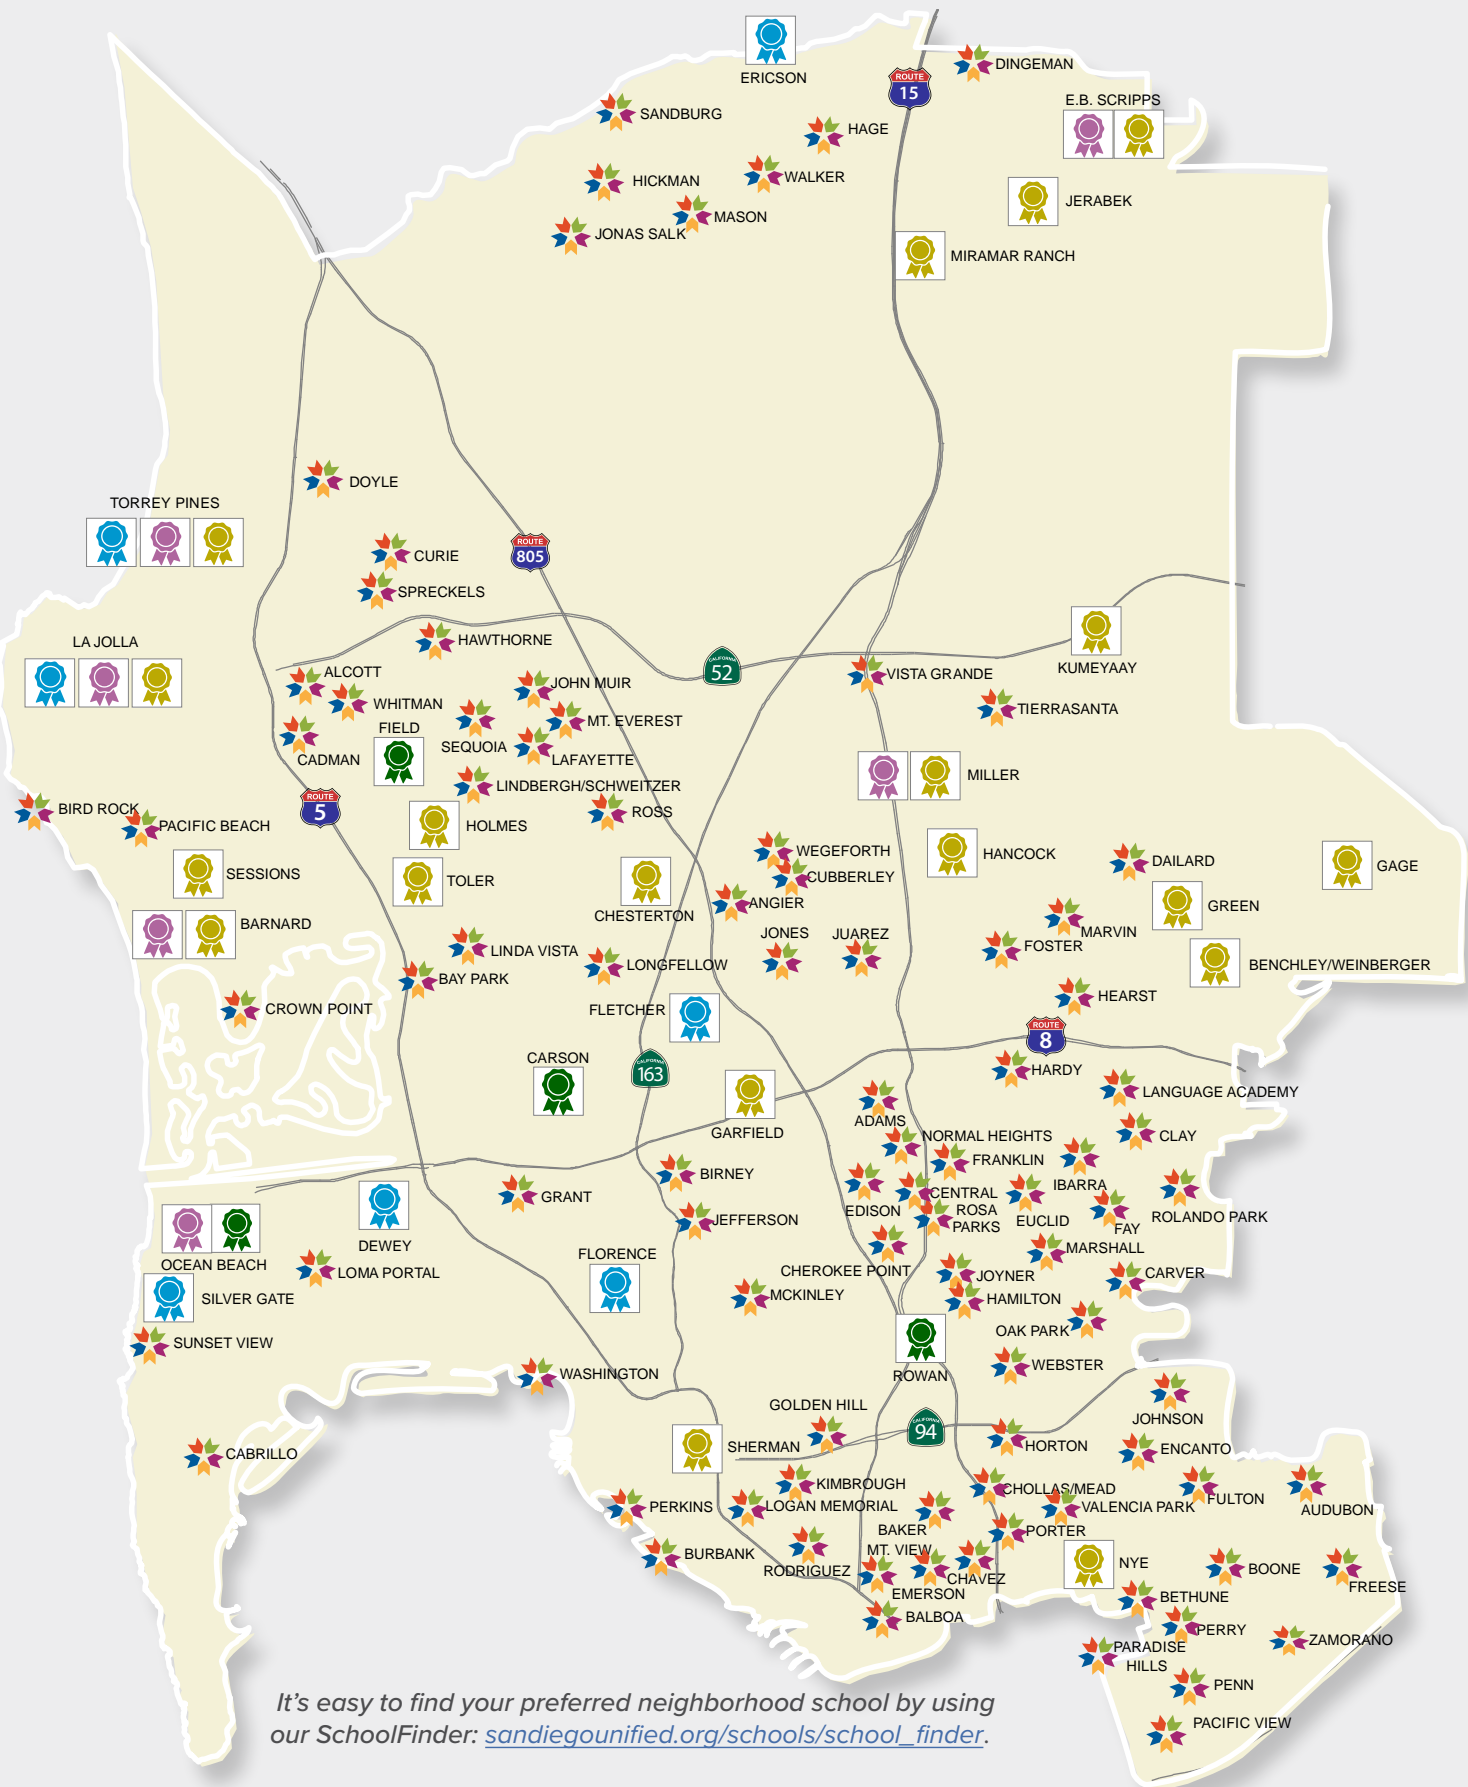 ERICSON
DINGEMAN
ROUTE
15
E.B. SCRIPPS
SANDBURG
HAGE
WALKER
HICKMAN
JERABEK
MASON
JONAS SALK
MIRAMAR RANCH
DOYLE
TORREY PINES
CURIE
ROUTE
805
SPRECKELS
HAWTHORNE
LA JOLLA
CALIFORNIA
52
KUMEYAAY
ALCOTT
VISTA GRANDE
JOHN MUIR
WHITMAN
TIERRASANTA
FIELD
MT. EVEREST
SEQUOIA
CADMAN
LAFAYETTE
MILLER
LINDBERGH/SCHWEITZER
ROUTE
5
BIRD ROCK
ROSS
PACIFIC BEACH
HOLMES
WEGEFORTH
HANCOCK
DAILARD
GAGE
SESSIONS
CUBBERLEY
TOLER
ANGIER
GREEN
CHESTERTON
BARNARD
JONES
JUAREZ
MARVIN
FOSTER
LINDA VISTA
LONGFELLOW
BENCHLEY/WEINBERGER
BAY PARK
HEARST
CROWN POINT
FLETCHER
ROUTE
8
CARSON
CALIFORNIA
163
HARDY
LANGUAGE ACADEMY
ADAMS
GARFIELD
NORMAL HEIGHTS
CLAY
FRANKLIN
BIRNEY
IBARRA
GRANT
CENTRAL
EDISON
ROSA
PARKS
EUCLID
ROLANDO PARK
JEFFERSON
FAY
DEWEY
MARSHALL
FLORENCE
OCEAN BEACH
LOMA PORTAL
CHEROKEE POINT
JOYNER
CARVER
MCKINLEY
SILVER GATE
HAMILTON
OAK PARK
SUNSET VIEW
WEBSTER
WASHINGTON
ROWAN
GOLDEN HILL
JOHNSON
CALIFORNIA
94
SHERMAN
HORTON
ENCANTO
CABRILLO
KIMBROUGH
CHOLLAS/MEAD
FULTON
PERKINS
LOGAN MEMORIAL
VALENCIA PARK
AUDUBON
BAKER
PORTER
MT. VIEW
BURBANK
NYE
RODRIGUEZ
BOONE
CHAVEZ
FREESE
EMERSON
BETHUNE
BALBOA
PERRY
ZAMORANO
PARADISE
HILLS
PENN
PACIFIC VIEW
It's easy to find your preferred neighborhood school by using
our SchoolFinder: sandiegounified.org/schools/school_finder.